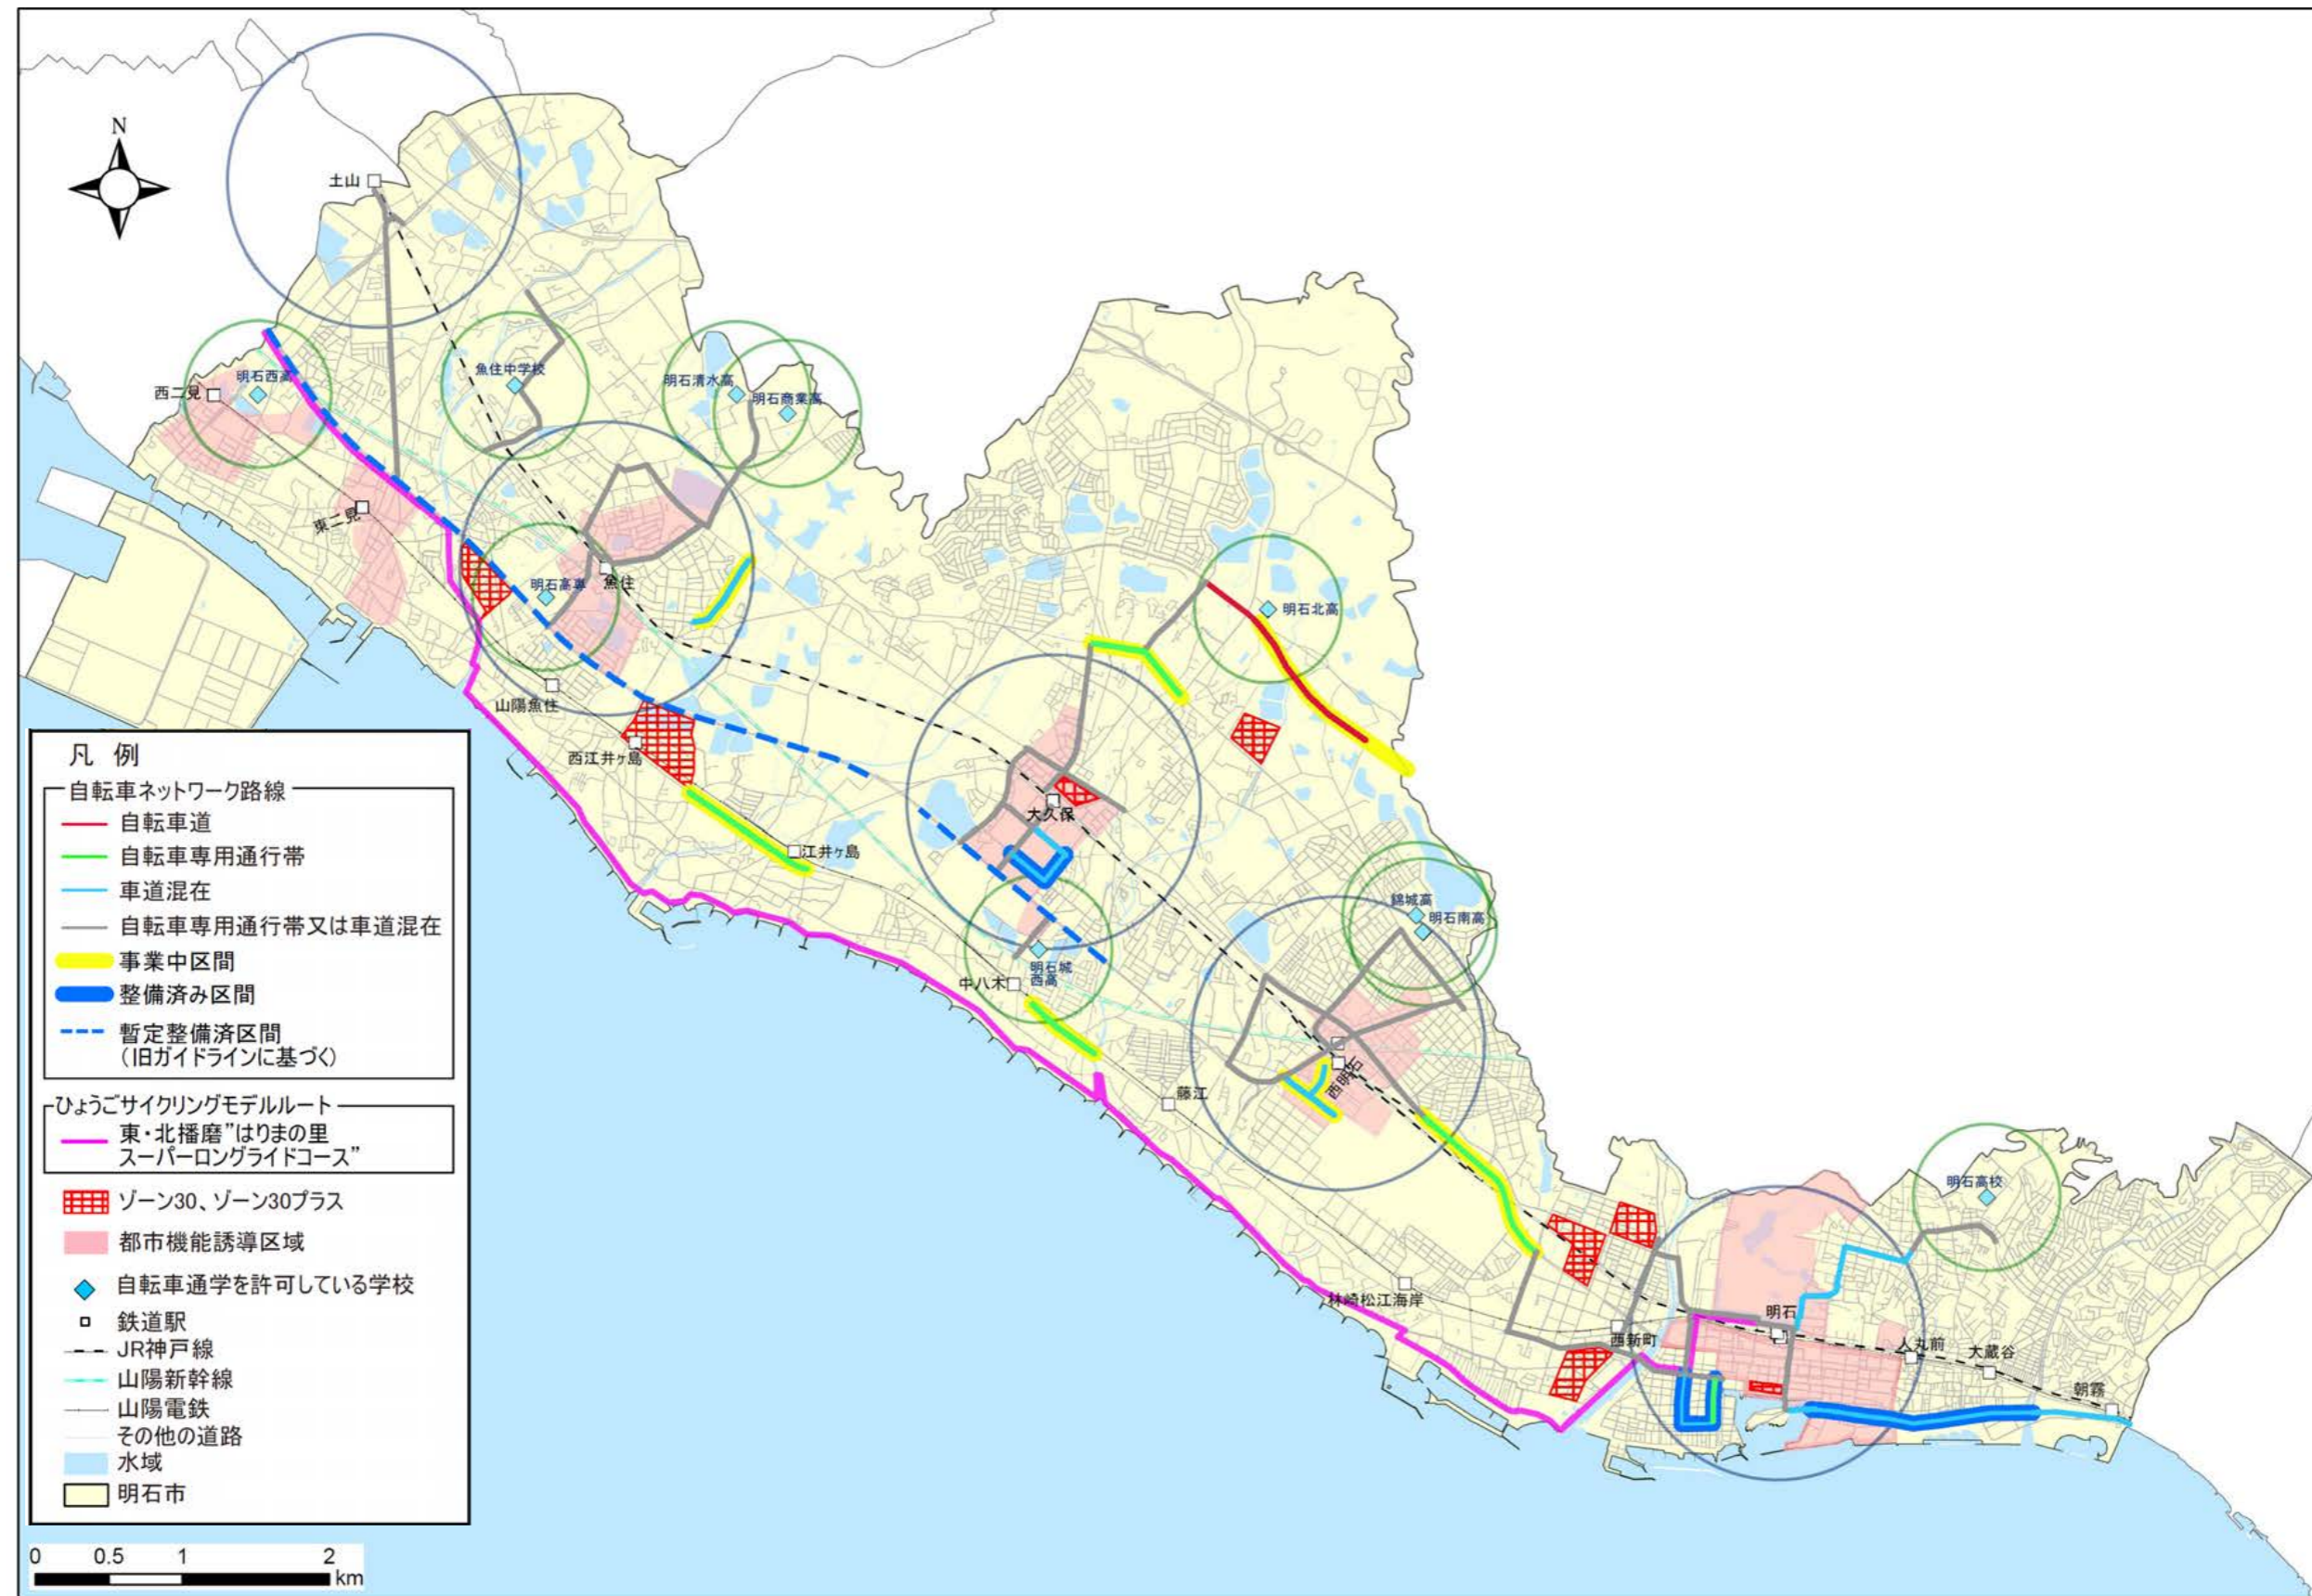 N
土山
西二見
明石西高
魚住中学校
明石清水高
明石商業高
東二見
明石高専
魚住
明石北高
山陽魚住
西江井ヶ島
大久保
江井ヶ島
錦城高
明石南高
明石城
西高
中八木
西明石
藤江
明石高校
林崎松江海岸
西新町
明石
人丸前
大蔵谷
朝霧
凡 例
自転車ネットワーク路線
自転車道
自転車専用通行帯
車道混在
自転車専用通行帯又は車道混在
事業中区間
整備済み区間
暫定整備済区間
（旧ガイドラインに基づく）
ひょうごサイクリングモデルルート
東・北播磨”はりまの里
スーパーロングライドコース”
ゾーン30、ゾーン30プラス
都市機能誘導区域
自転車通学を許可している学校
鉄道駅
JR神戸線
山陽新幹線
山陽電鉄
その他の道路
水域
明石市
0 0.5 1 2
km